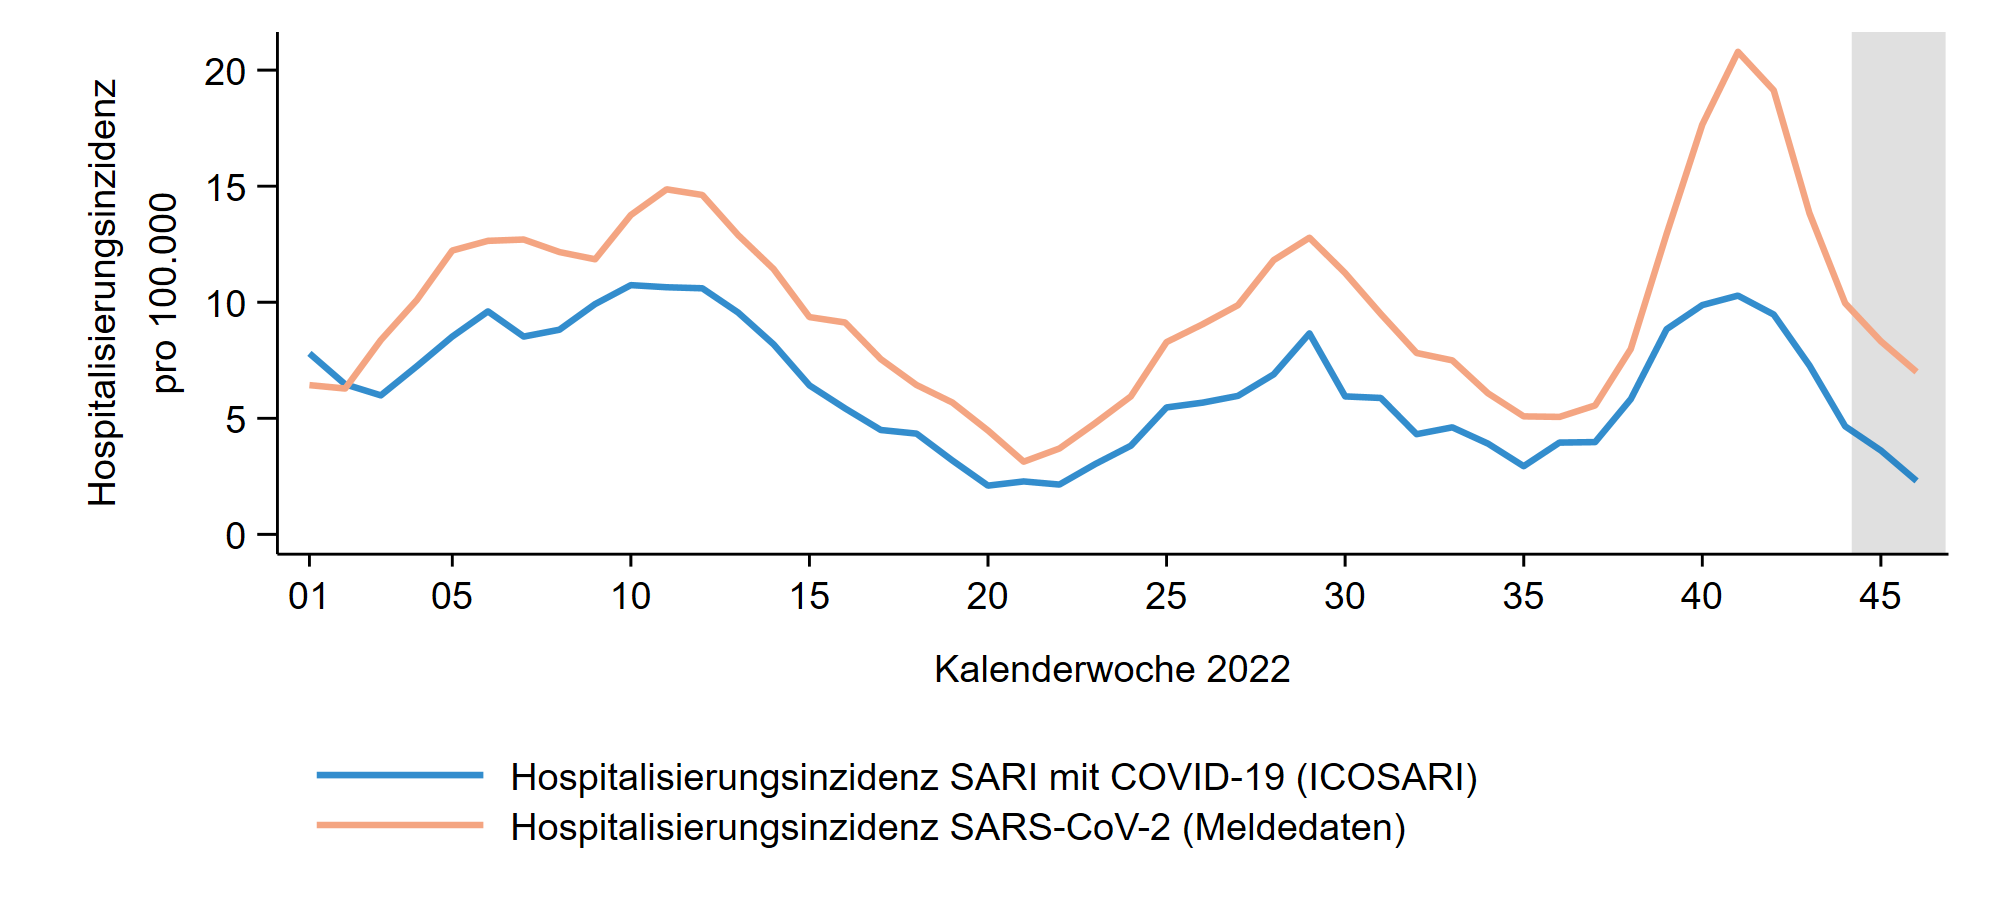 Hospitalisierungsinzidenz
pro 100.000
20
15
10
5
0
01 05 10 15 20 25 30 35 40 45
Kalenderwoche 2022
Hospitalisierungsinzidenz SARI mit COVID-19 (ICOSARI)
Hospitalisierungsinzidenz SARS-CoV-2 (Meldedaten)